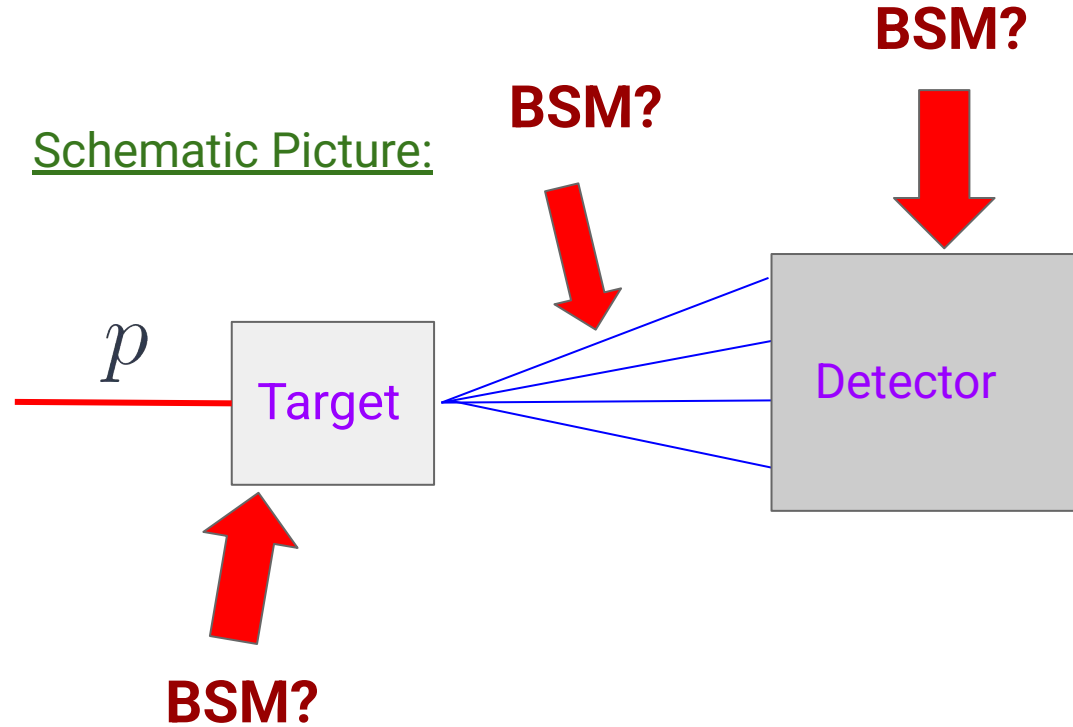 BSM?
BSM?
Schematic Picture:
p
Target
Detector
BSM?